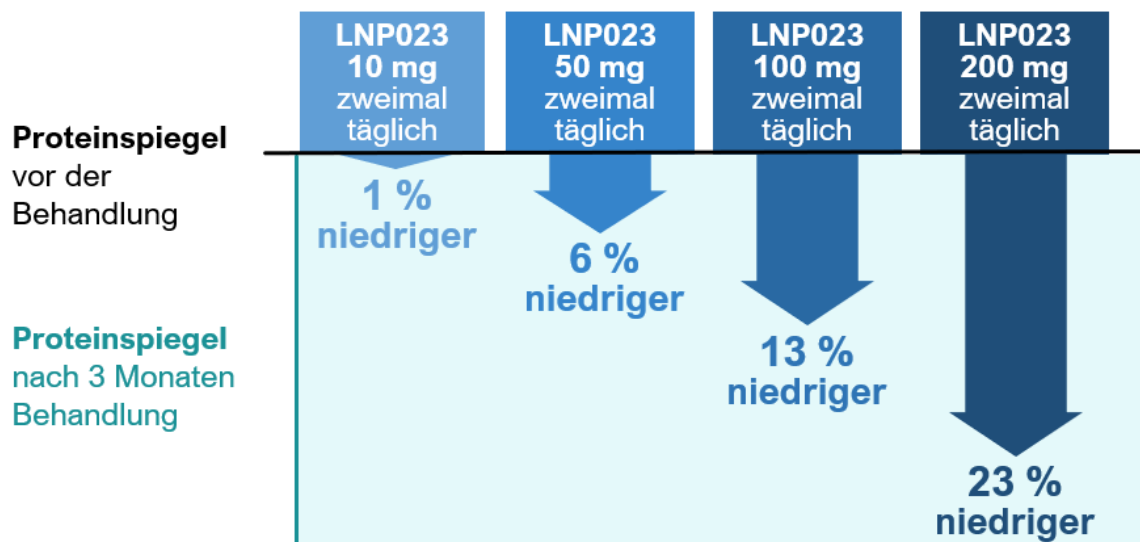 LNP023
10 mg
zweimal
täglich
LNP023
50 mg
zweimal
täglich
LNP023
100 mg
zweimal
täglich
LNP023
200 mg
zweimal
täglich
Proteinspiegel
vor der
Behandlung
1 %
niedriger
6 %
niedriger
13 %
niedriger
23 %
niedriger
Proteinspiegel
nach 3 Monaten
Behandlung